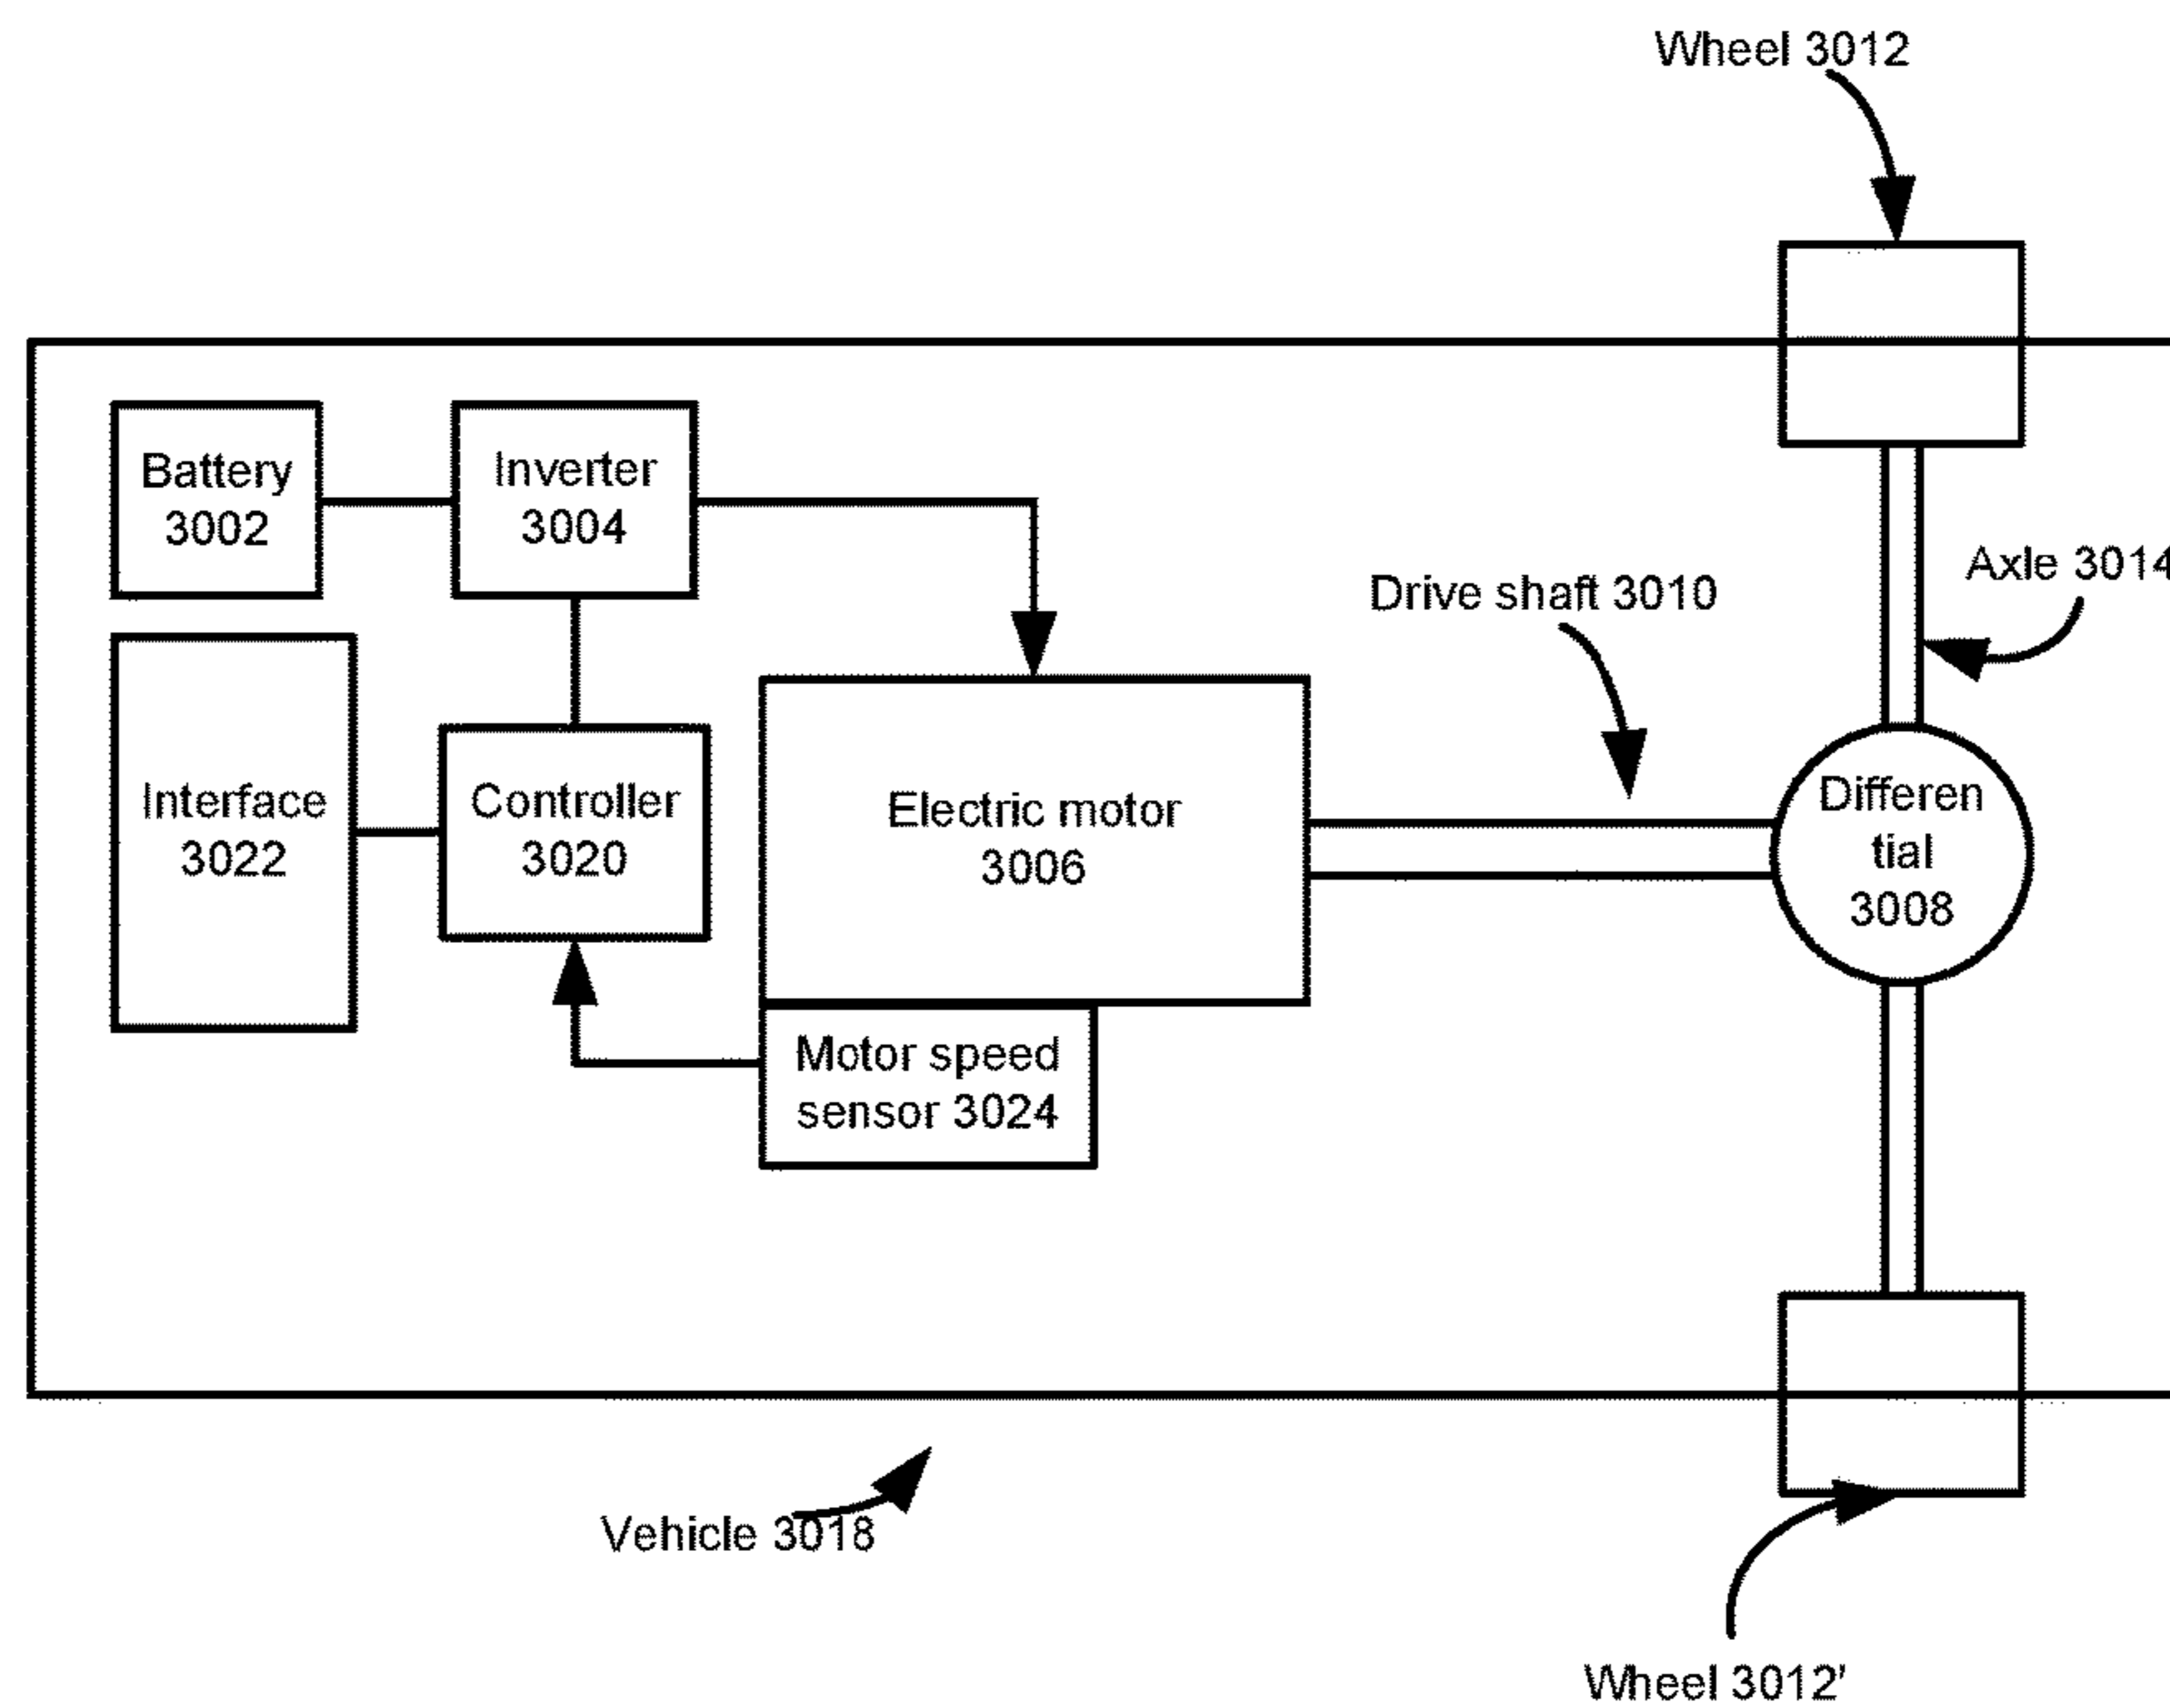 Wheel 3012
Battery
3002
Inverter
3004
Axle 3014
Drive shaft 3010
Interface
3022
Controller
3020
Electric motor
3006
Differen
tial
3008
Motor speed
sensor 3024
Vehicle 3018
Wheel 3012'